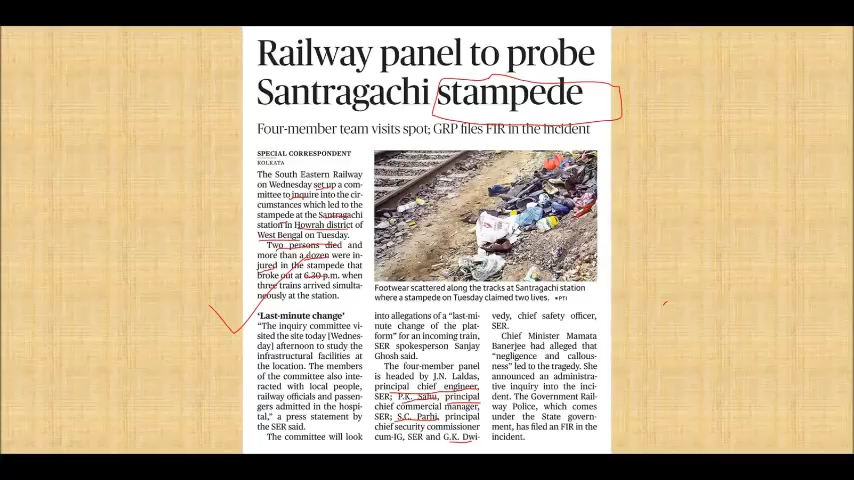 Railway panel to probe
Santragachi stampede
Four-member team visits spot; GRP files FIR in the incident
SPECIAL CORRESPONDENT
KOLKATA
The South Eastern Railway
on Wednesday set up a com-
mittee to inquire into the cir-
cumstances which led to the
stampede at the Santragachi
station in Howrah district of
West Bengal on Tuesday.
Two persons died and
more than a dozen were in-
jured in the stampede that
broke out at 6.30 p.m. when
three trains arrived simulta-
neously at the station.
Footwear scattered along the tracks at Santragachi station
where a stampede on Tuesday claimed two lives. •PTI
'Last-minute change'
"The inquiry committee vi-
sited the site today [Wednes-
day] afternoon to study the
infrastructural facilities at
the location. The members
of the committee also inte-
racted with local people,
railway officials and passen-
gers admitted in the hospi-
tal," a press statement by
the SER said.
The committee will look
into allegations of a "last-mi-
nute change of the plat-
form" for an incoming train,
SER spokesperson Sanjay
Ghosh said.
The four-member panel
is headed by J.N. Laldas,
principal chief engineer,
SER; P.K. Sahu, principal
chief commercial manager,
SER; S.C. Parhi, principal
chief security commissioner
cum-IG, SER and G.K. Dwi-
vedy, chief safety officer,
SER.
Chief Minister Mamata
Banerjee had alleged that
"negligence and callous-
ness" led to the tragedy. She
announced an administra-
tive inquiry into the inci-
dent. The Government Rail-
way Police, which comes
under the State govern-
ment, has filed an FIR in the
incident.